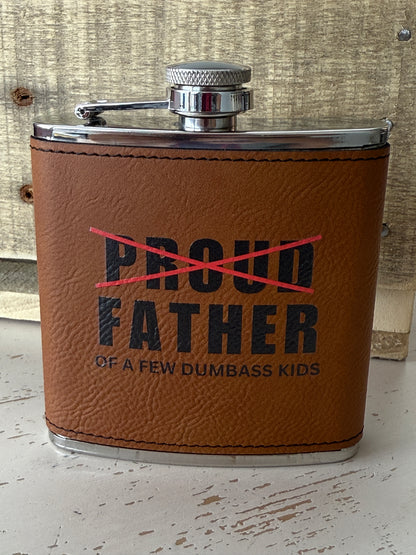 PROUD
FATHER
OF A FEW DUMBASS KIDS